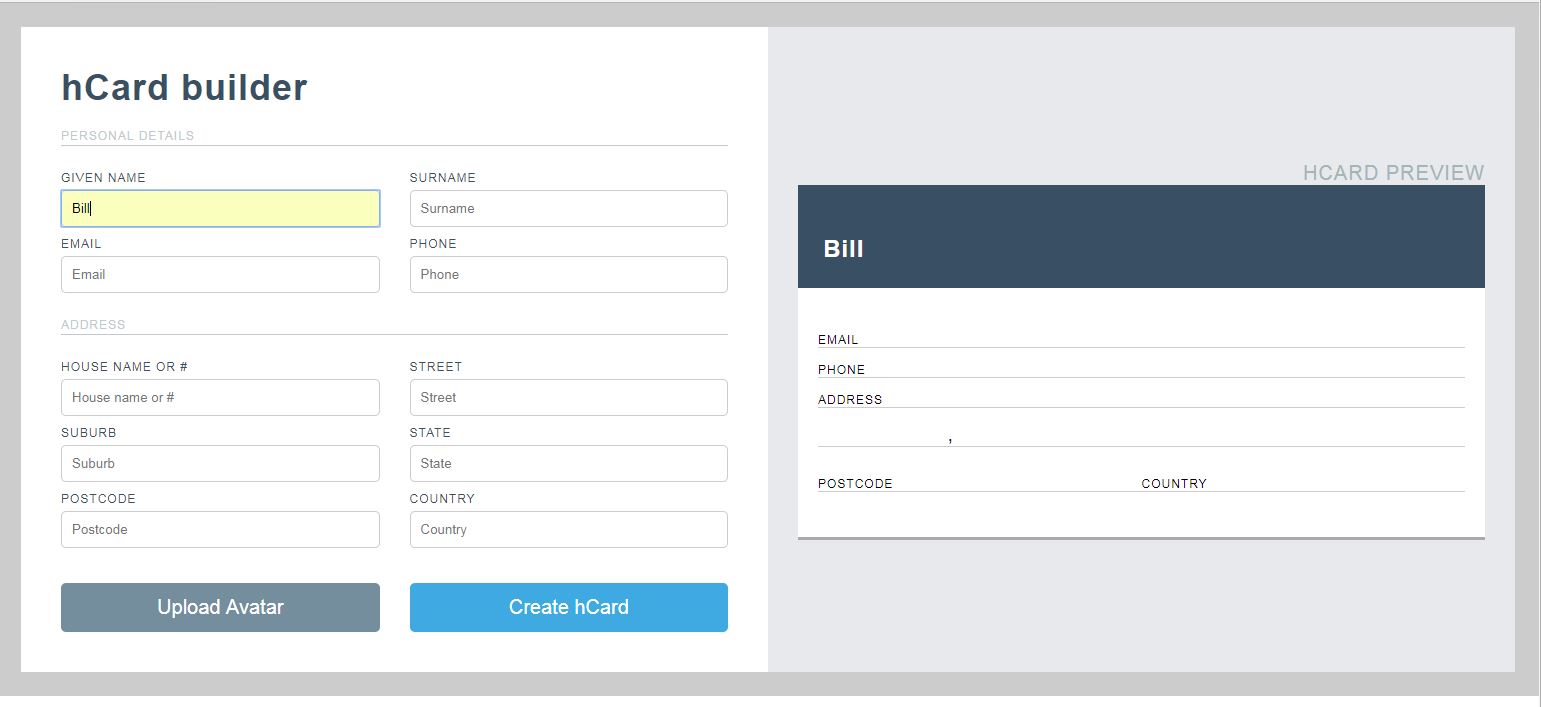 hCard builder
PERSONAL DETAILS
GIVEN NAME SURNAME
Bill Surname
EMAIL PHONE
Email Phone
ADDRESS
HOUSE NAME OR # STREET
House name or # Street
SUBURB STATE
Suburb State
POSTCODE COUNTRY
Postcode Country
Upload Avatar Create hCard
HCARD PREVIEW
Bill
EMAIL
PHONE
ADDRESS
,
POSTCODE COUNTRY